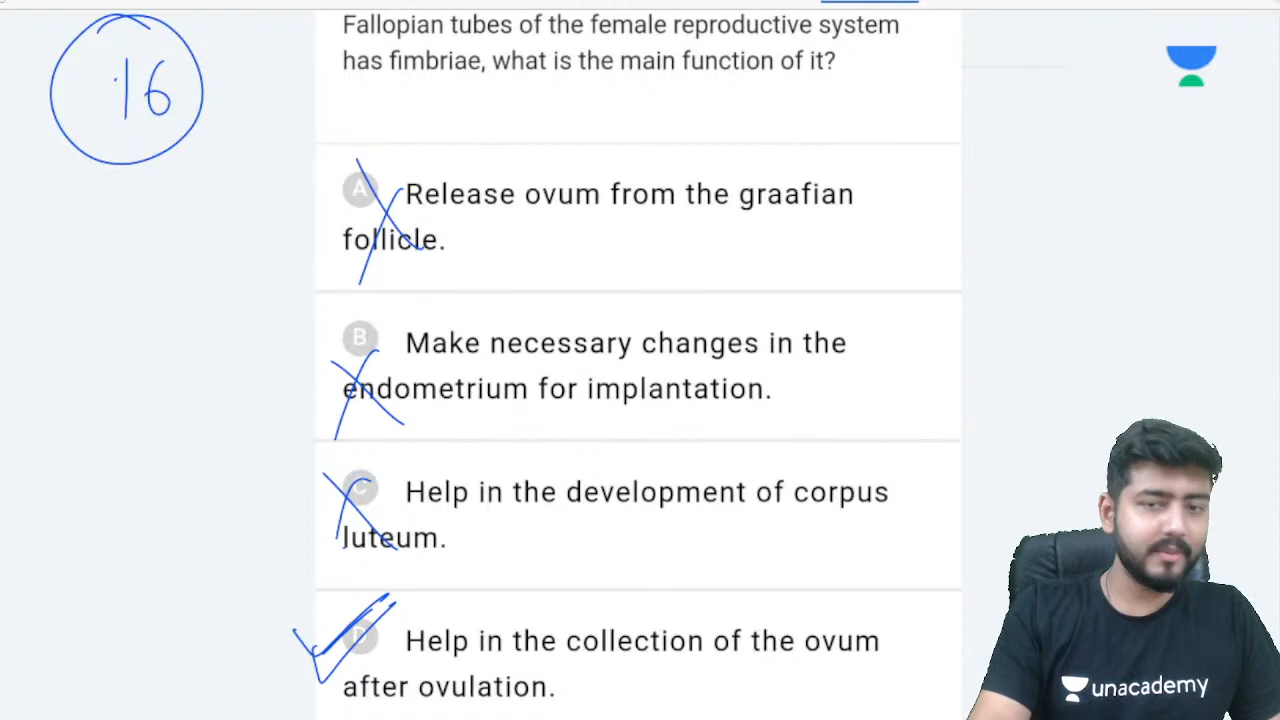 16
Fallopian tubes of the female reproductive system
has fimbriae, what is the main function of it?
A Release ovum from the graafian
follicle.
B Make necessary changes in the
endometrium for implantation.
C Help in the development of corpus
luteum.
D Help in the collection of the ovum
after ovulation.
unacademy